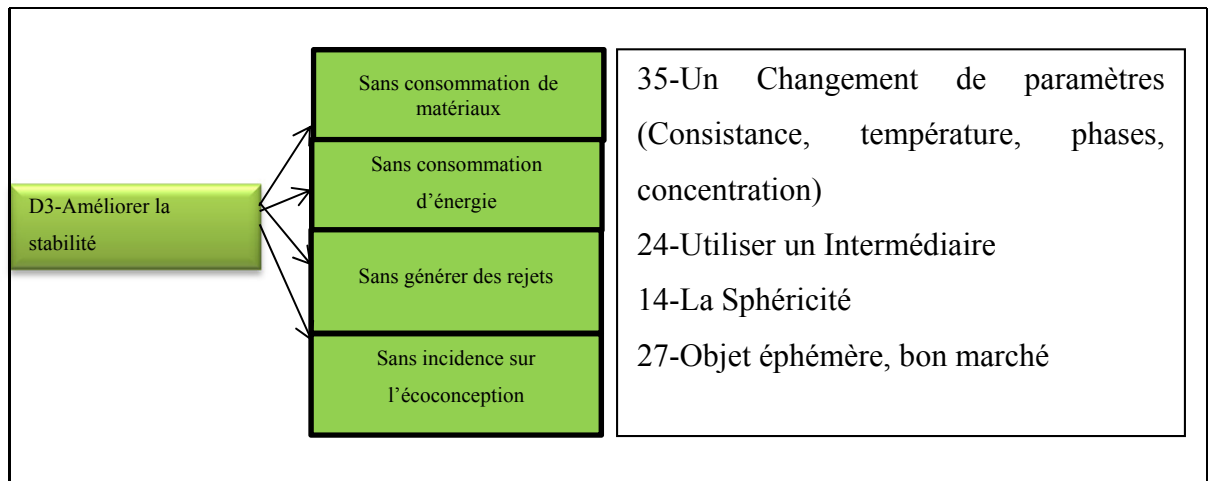 D3-Améliorer la
stabilité
Sans consommation de
matériaux
Sans consommation
d’énergie
Sans générer des rejets
Sans incidence sur
l’écoconception
35-Un Changement de paramètres
(Consistance, température, phases,
concentration)
24-Utiliser un Intermédiaire
14-La Sphéricité
27-Objet éphémère, bon marché